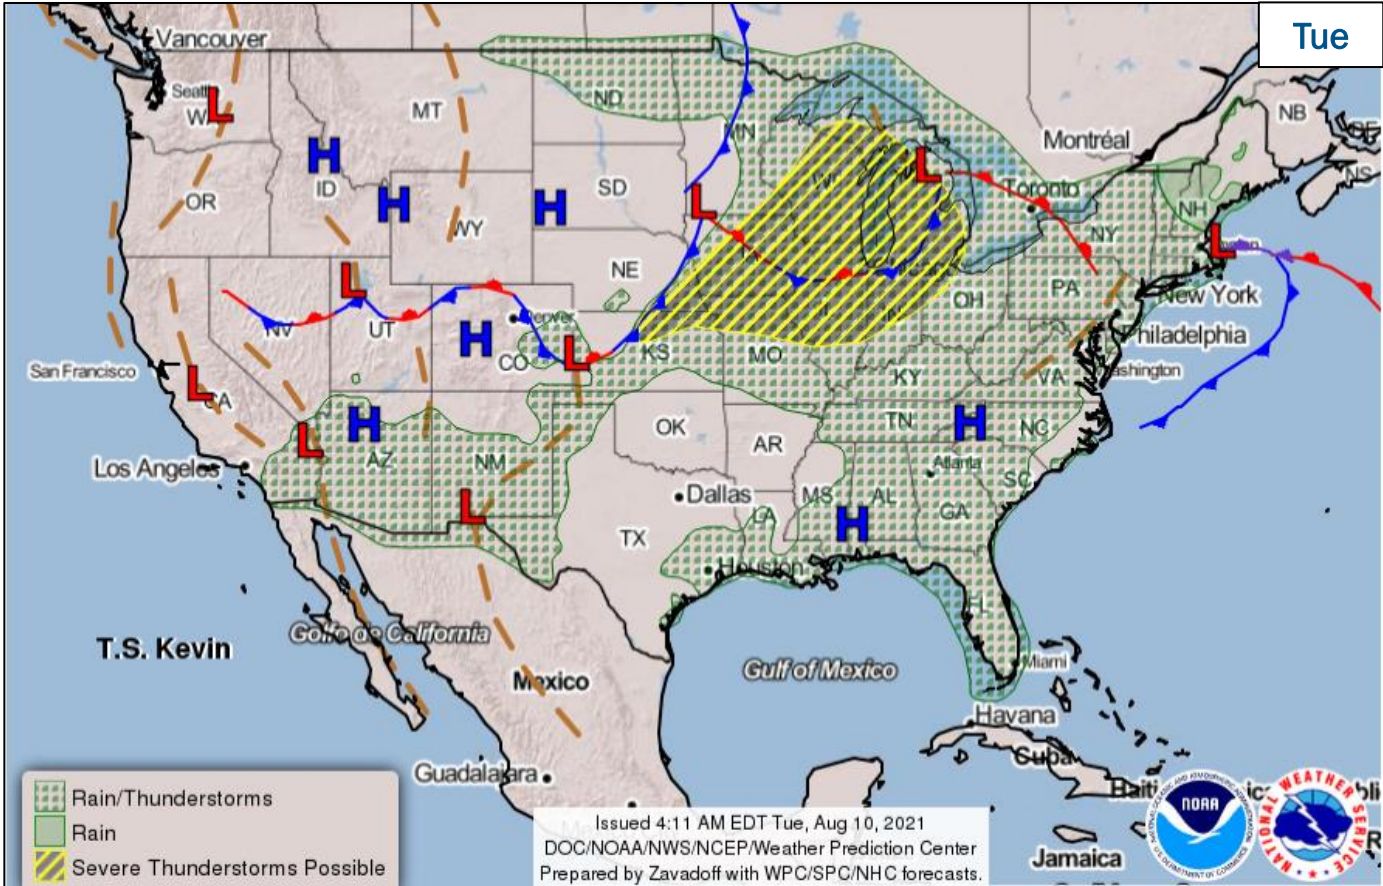 Tue
Vancouver
Seattle
WA
MT
ND
MN
Montréal
NB
PE
NS
OR
ID
SD
WI
Toronto
NH
WY
NY
NE
OH
PA
New York
NV
UT
Denver
CO
KS
MO
Philadelphia
San Francisco
KY
VA
Washington
CA
OK
AR
TN
NC
Los Angeles
AZ
NM
Atlanta
SC
Dallas
MS
AL
GA
LA
TX
Houston
FL
T.S. Kevin
Golfo de California
Gulf of Mexico
Miami
Mexico
Havana
Cuba
Guadalajara
Haiti
Jamaica
H
H
H
H
H
H
H
L
L
L
L
L
L
L
L
L
L
Rain/Thunderstorms
Rain
Severe Thunderstorms Possible
Issued 4:11 AM EDT Tue, Aug 10, 2021
DOC/NOAA/NWS/NCEP/Weather Prediction Center
Prepared by Zavadoff with WPC/SPC/NHC forecasts.
NOAA
NATIONAL WEATHER SERVICE